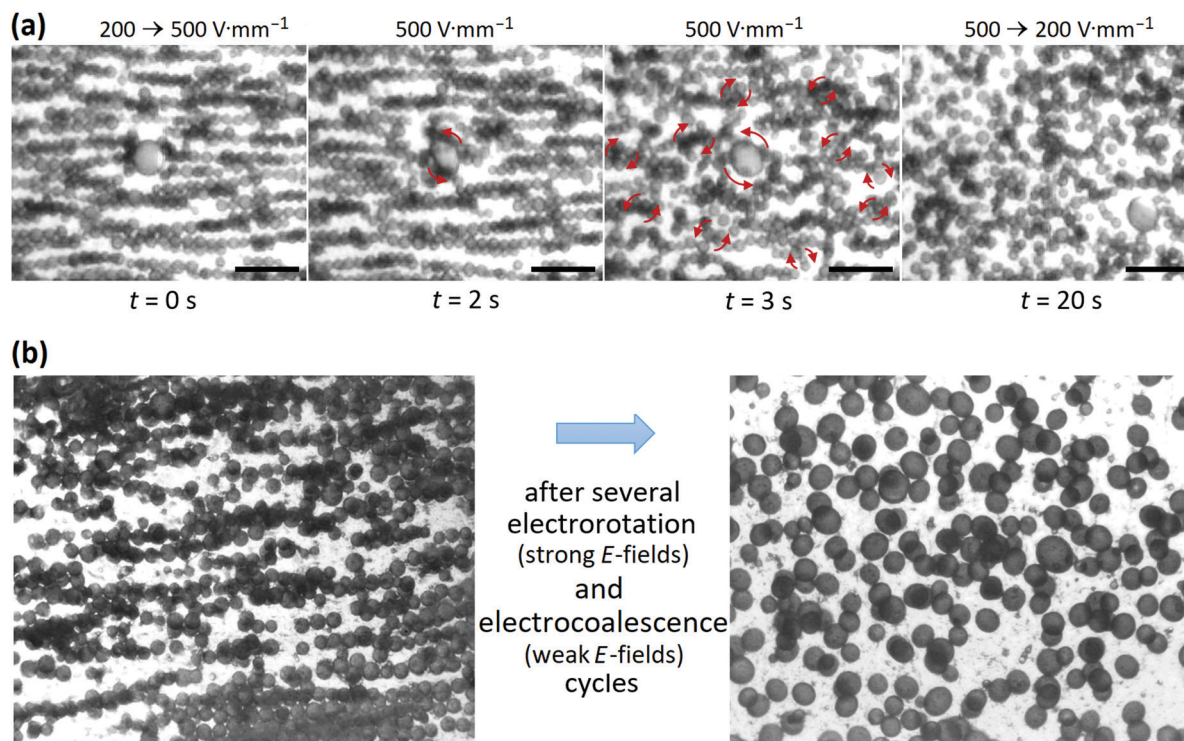 (a)
200 → 500 V·mm⁻¹
500 V·mm⁻¹
500 V·mm⁻¹
500 → 200 V·mm⁻¹
t = 0 s
t = 2 s
t = 3 s
t = 20 s
(b)
after several
electrorotation
(strong E-fields)
and
electrocoalescence
(weak E-fields)
cycles